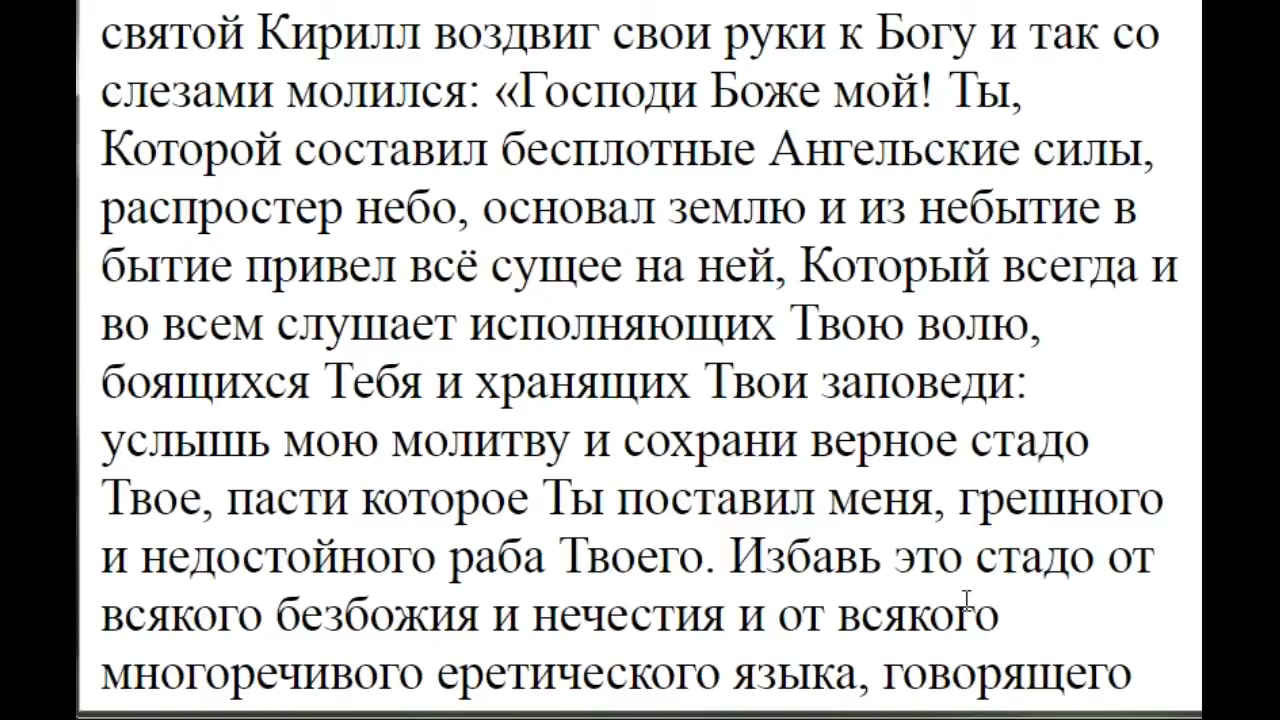 святой Кирилл воздвиг свои руки к Богу и так со
слезами молился: «Господи Боже мой! Ты,
Которой составил бесплотные Ангельские силы,
распростер небо, основал землю и из небытие в
бытие привел всё сущее на ней, Который всегда и
во всем слушает исполняющих Твою волю,
боящихся Тебя и хранящих Твои заповеди:
услышь мою молитву и сохрани верное стадо
Твое, пасти которое Ты поставил меня, грешного
и недостойного раба Твоего. Избавь это стадо от
всякого безбожия и нечестия и от всякого
многоречивого еретического языка, говорящего